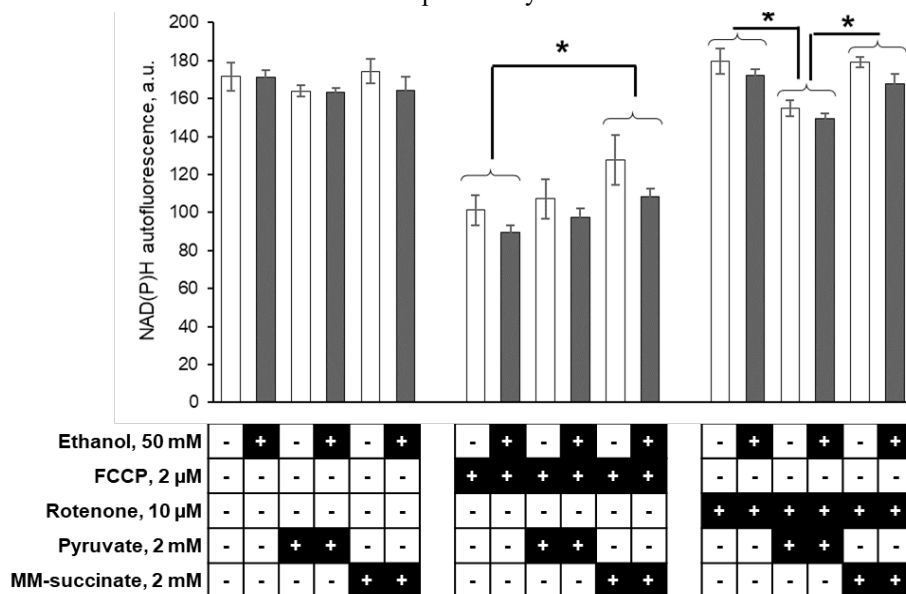 200
180
160
140
120
100
80
60
40
20
0
NAD(P)H autofluorescence, a.u.
*
*
*
Ethanol, 50 mM - + - + - + - + - + - + - + - + - +
FCCP, 2 µM - - - - - - + + + + + + - - - - - -
Rotenone, 10 µM - - - - - - - - - - - - + + + + + +
Pyruvate, 2 mM - - + + - - - - + + - - - - + + - -
MM-succinate, 2 mM - - - - + + - - - - + + - - - - + +